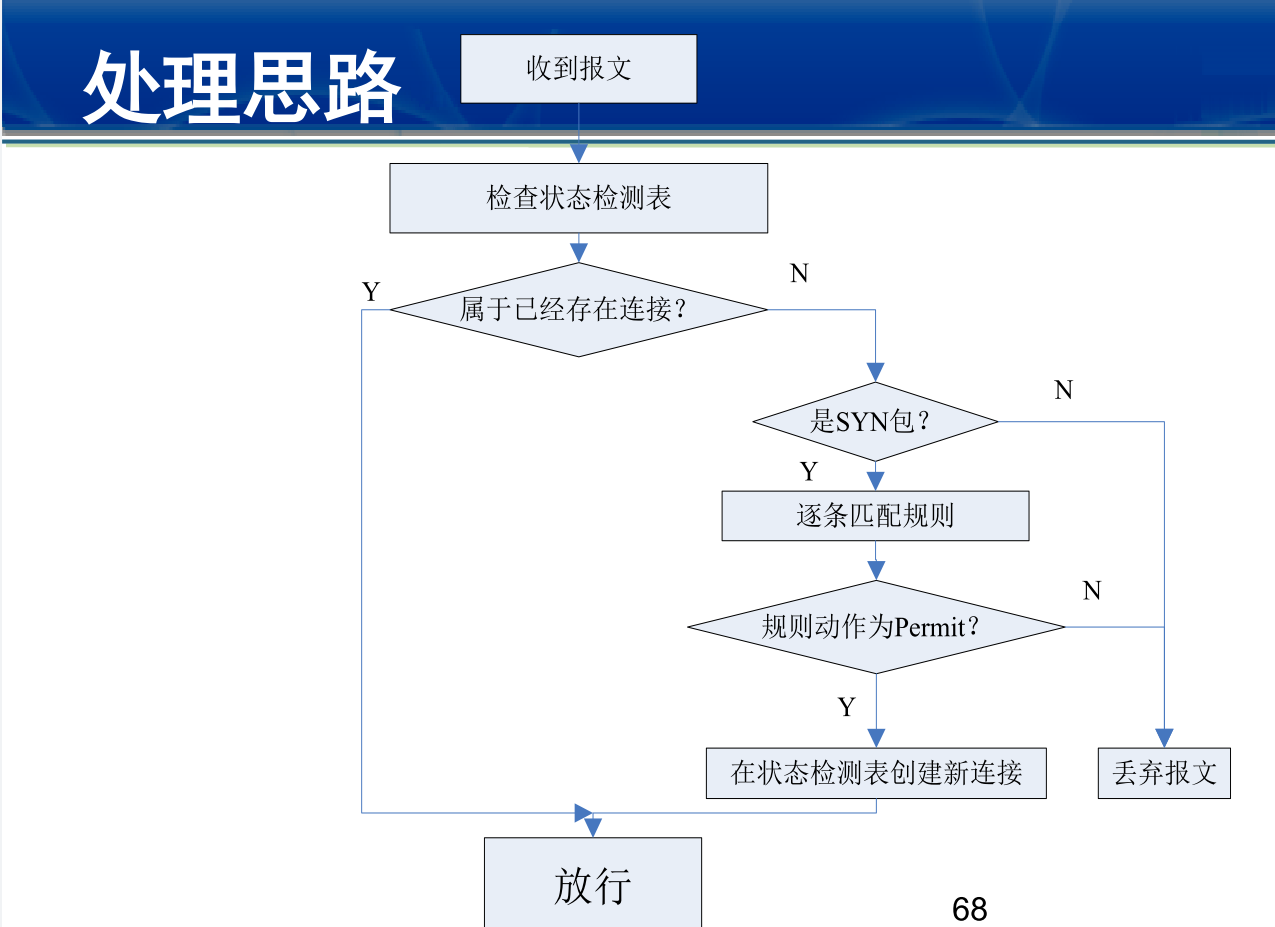 处理思路
收到报文
检查状态检测表
属于已经存在连接？
Y
N
是SYN包？
N
Y
逐条匹配规则
规则动作为Permit？
N
Y
在状态检测表创建新连接
丢弃报文
放行
68